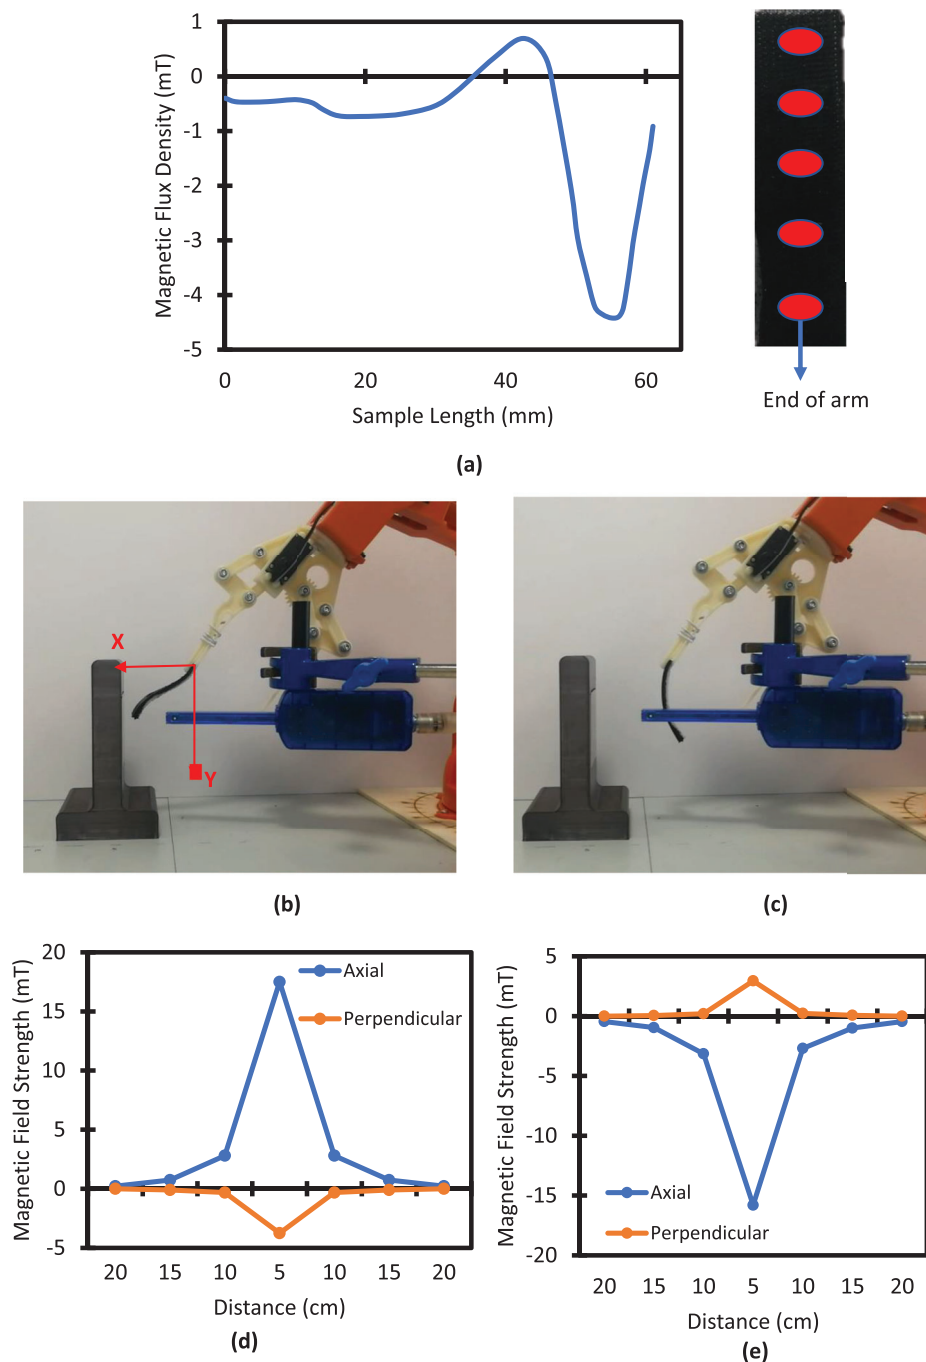 1
0
-1
-2
-3
-4
-5
Magnetic Flux Density (mT)
0
20
40
60
Sample Length (mm)
End of arm
(a)
X
Y
(b)
(c)
20
15
10
5
0
-5
Magnetic Field Strength (mT)
Axial
Perpendicular
20 15 10 5 10 15 20
Distance (cm)
(d)
5
0
-5
-10
-15
-20
Magnetic Field Strength (mT)
Axial
Perpendicular
20 15 10 5 10 15 20
Distance (cm)
(e)